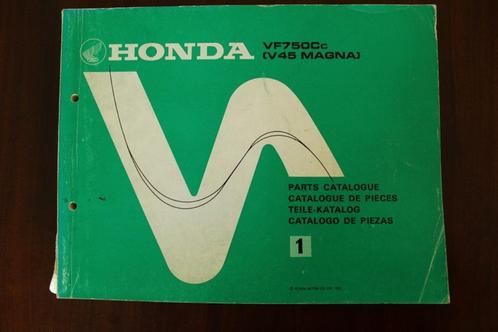 HONDA
VF750Cc
(V45 MAGNA)
PARTS CATALOGUE
CATALOGUE DE PIECES
TEILE-KATALOG
CATALOGO DE PIEZAS
1